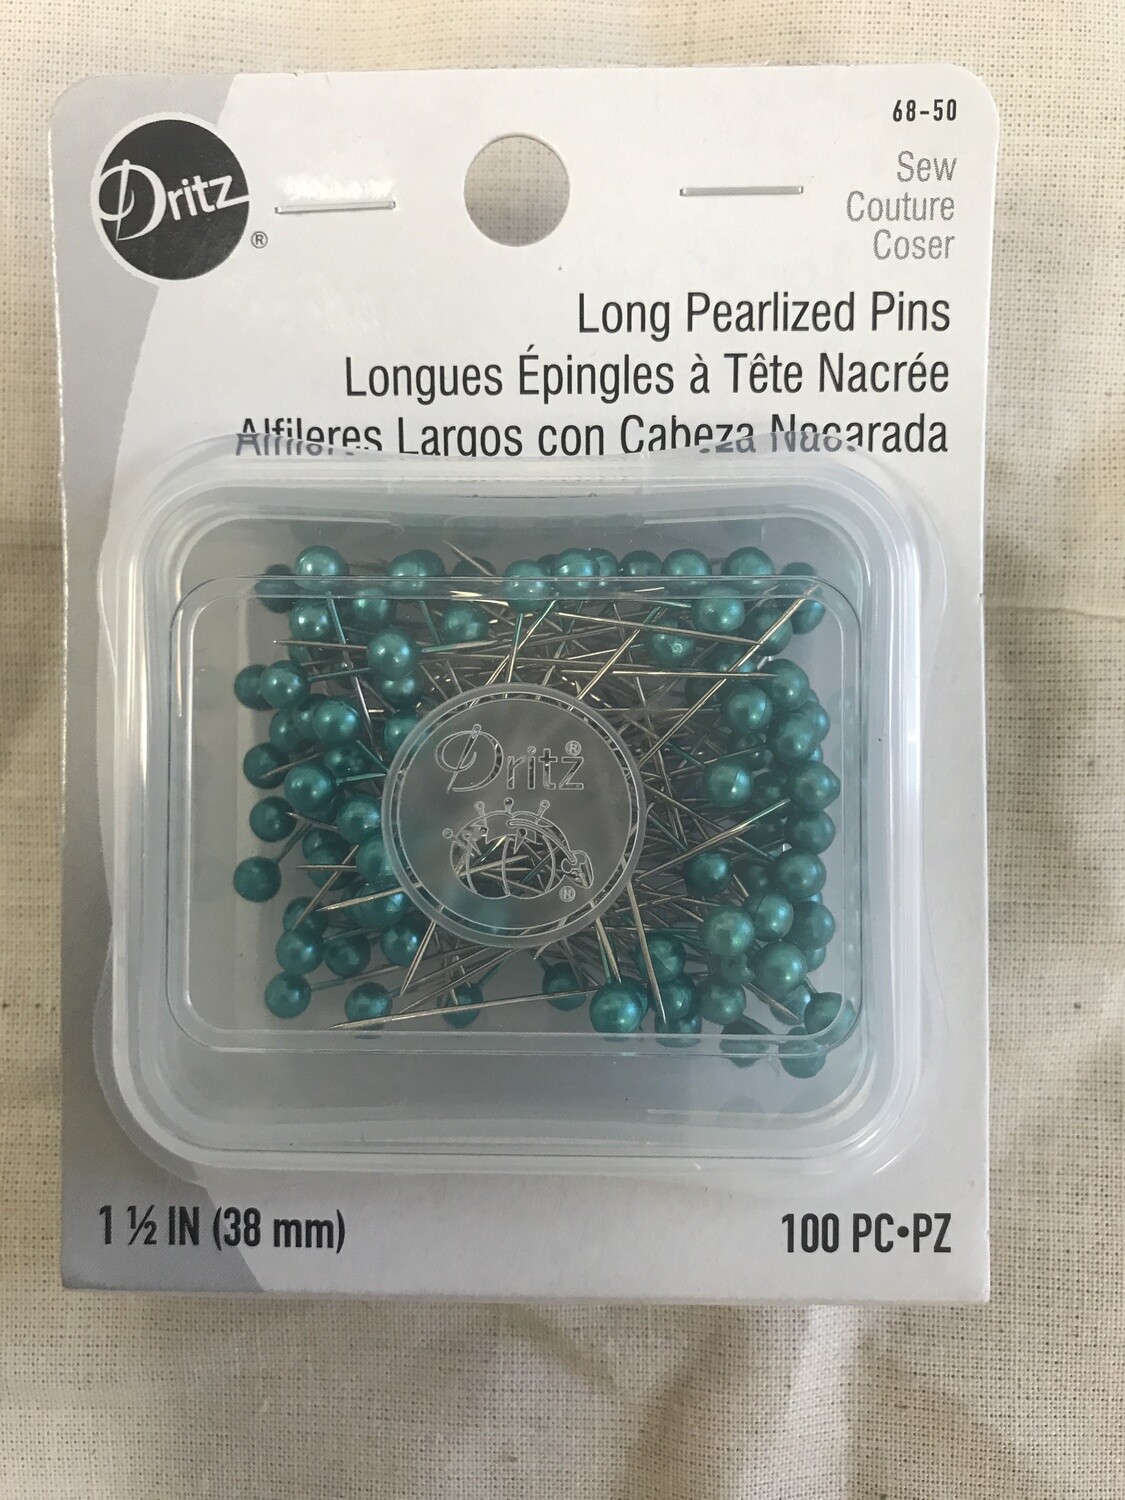 68-50
Dritz
®
Sew
Couture
Coser
Long Pearlized Pins
Longues Épingles à Tête Nacrée
Alfileres Largos con Cabeza Nacarada
Dritz®
®
1 ½ IN (38 mm)
100 PC•PZ